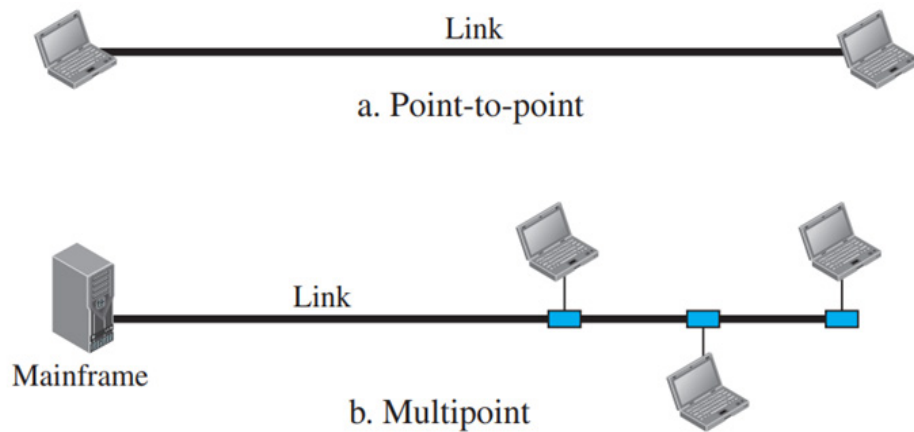 Link
a. Point-to-point
Link
Mainframe
b. Multipoint